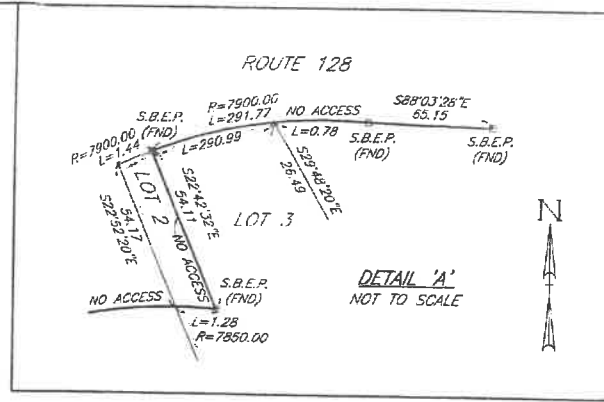 ROUTE 128
S88°03'28"E
65.15
R=7900.00
L=291.77
NO ACCESS
S.B.E.P.
(FND)
R=7900.00
L=1.44
L=290.99
L=0.78
S.B.E.P.
(FND)
S.B.E.P.
(FND)
S29°48'20"E
26.49
S22°42'32"E
54.11
LOT 2
LOT 3
54.17
S22°52'20"E
NO ACCESS
N
S.B.E.P.
(FND)
DETAIL 'A'
NOT TO SCALE
NO ACCESS
L=1.28
R=7850.00